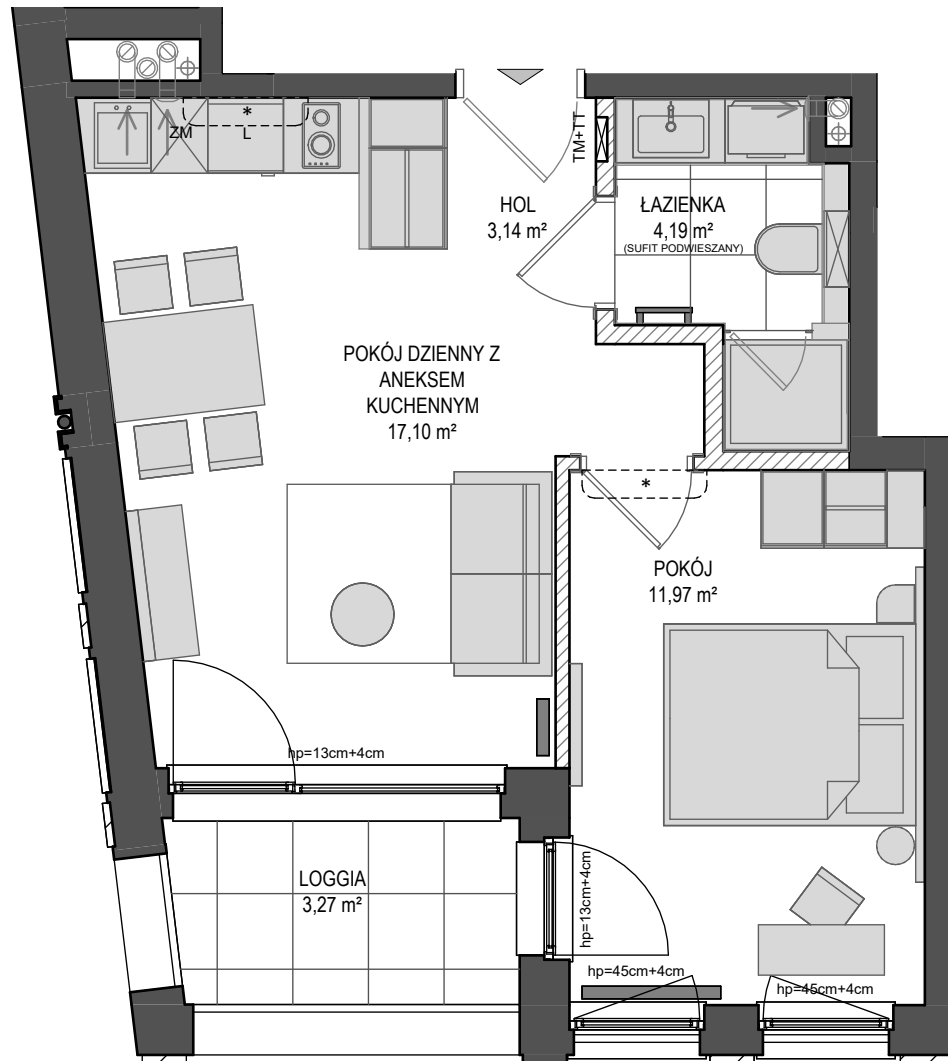 *
ZM
L
TM+TT
HOL
3,14 m²
ŁAZIENKA
4,19 m²
(SUFIT PODWIESZANY)
POKÓJ DZIENNY Z
ANEKSEM
KUCHENNYM
17,10 m²
*
POKÓJ
11,97 m²
hp=13cm+4cm
LOGGIA
3,27 m²
hp=13cm+4cm
hp=45cm+4cm
hp=45cm+4cm